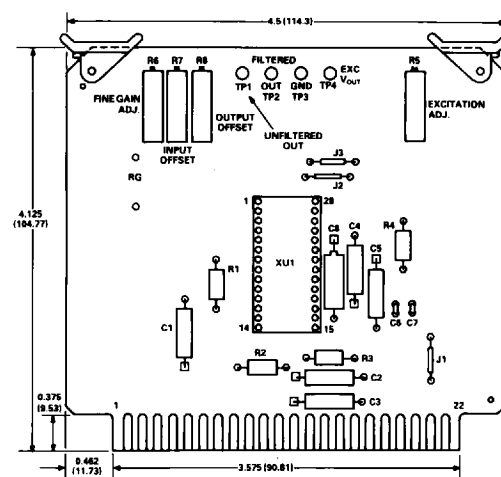 4.5 (114.3)
R6 R7 R8 FILTERED EXC R5
TP1 OUT GND TP4 VOUT
TP2 TP3
FINE GAIN
ADJ.
OUTPUT
OFFSET
INPUT
OFFSET
UNFILTERED
OUT
EXCITATION
ADJ.
RG
J3
J2
4.125
(104.77)
1 28
XU1
14 15
C8 C4 C5 R4
R1
C1
C6 C7
R2 R3
C2
C3
J1
0.375
(9.53)
1 22
0.462
(11.73)
3.575 (90.81)